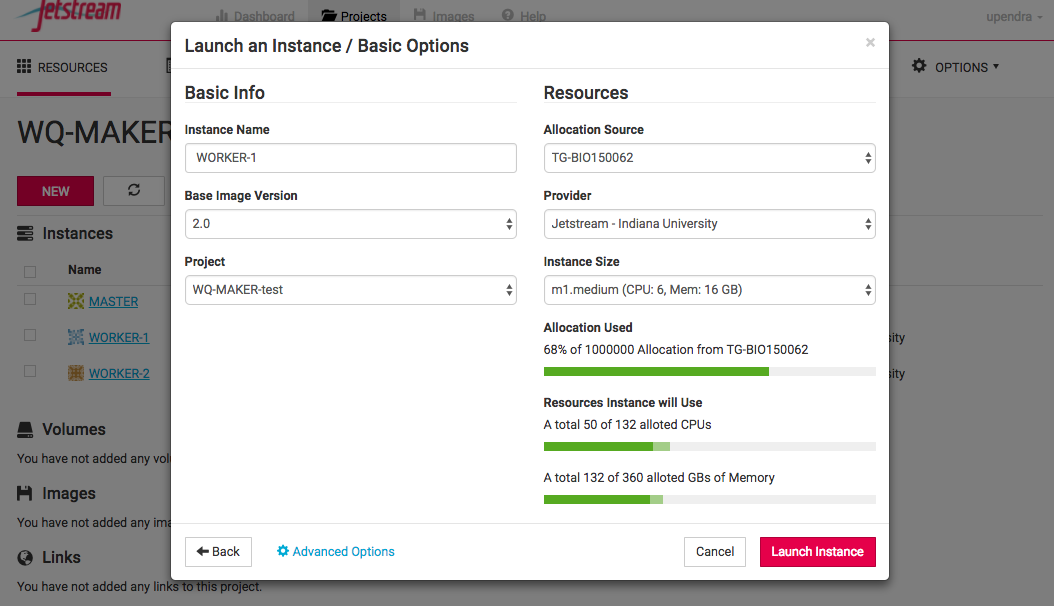 Jetstream
Dashboard
Projects
Images
Help
upendra
RESOURCES
OPTIONS
WQ-MAKER
NEW
Instances
Name
MASTER
WORKER-1
WORKER-2
Volumes
You have not added any
Images
You have not added any
Links
You have not added any links to this project.
Launch an Instance / Basic Options
×
Basic Info
Instance Name
WORKER-1
Base Image Version
2.0
Project
WQ-MAKER-test
Resources
Allocation Source
TG-BIO150062
Provider
Jetstream - Indiana University
Instance Size
m1.medium (CPU: 6, Mem: 16 GB)
Allocation Used
68% of 1000000 Allocation from TG-BIO150062
Resources Instance will Use
A total 50 of 132 alloted CPUs
A total 132 of 360 alloted GBs of Memory
Back
Advanced Options
Cancel
Launch Instance